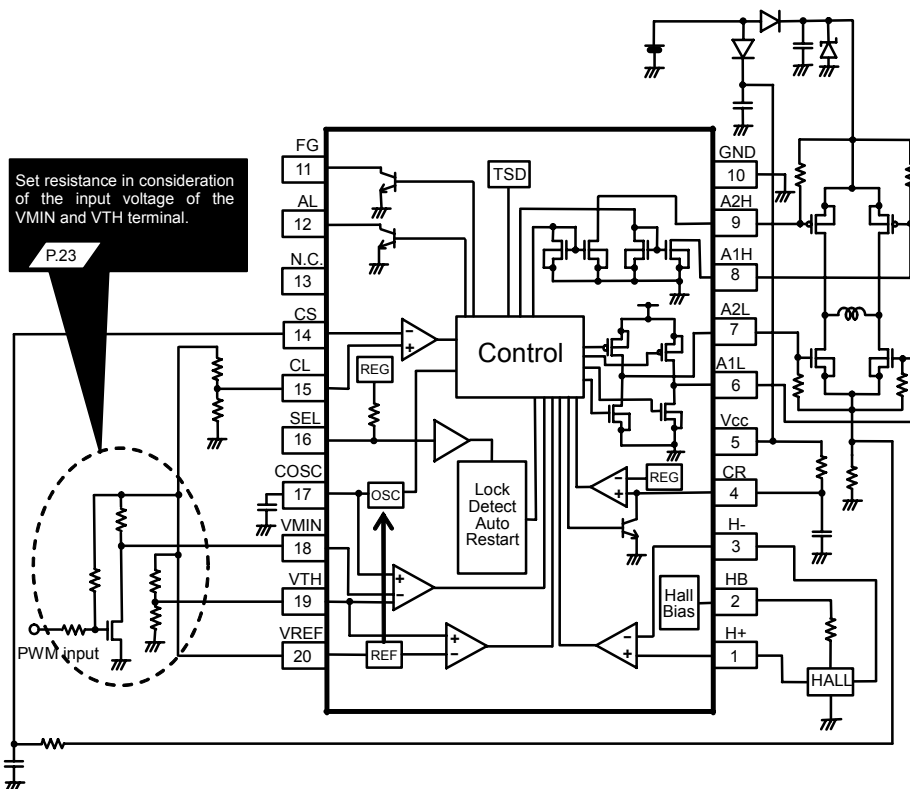 Set resistance in consideration
of the input voltage of the
VMIN and VTH terminal.
P.23
FG
11
AL
12
N.C.
13
CS
14
CL
15
SEL
16
COSC
17
VMIN
18
VTH
19
VREF
20
PWM input
TSD
Control
REG
OSC
Lock
Detect
Auto
Restart
REF
REG
Hall
Bias
GND
10
A2H
9
A1H
8
A2L
7
A1L
6
Vcc
5
CR
4
H-
3
HB
2
H+
1
HALL